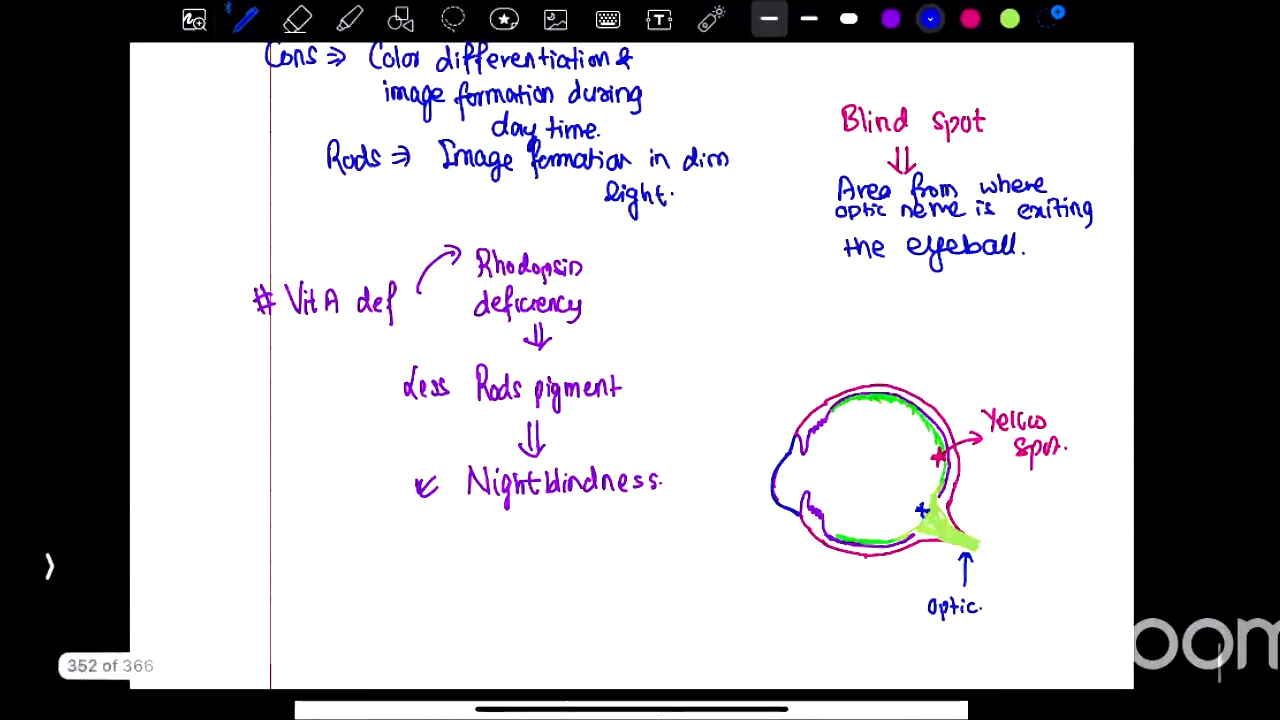 Cons ⇒ Color differentiation &
image formation during
day time.
Rods ⇒ Image formation in dim
light.
# Vit A def
Rhodopsin
deficiency
Less Rods pigment
Nightblindness.
Blind spot
Area from where
optic nerve is exiting
the eyeball.
Yellow
spot.
Optic.
352 of 366
oom